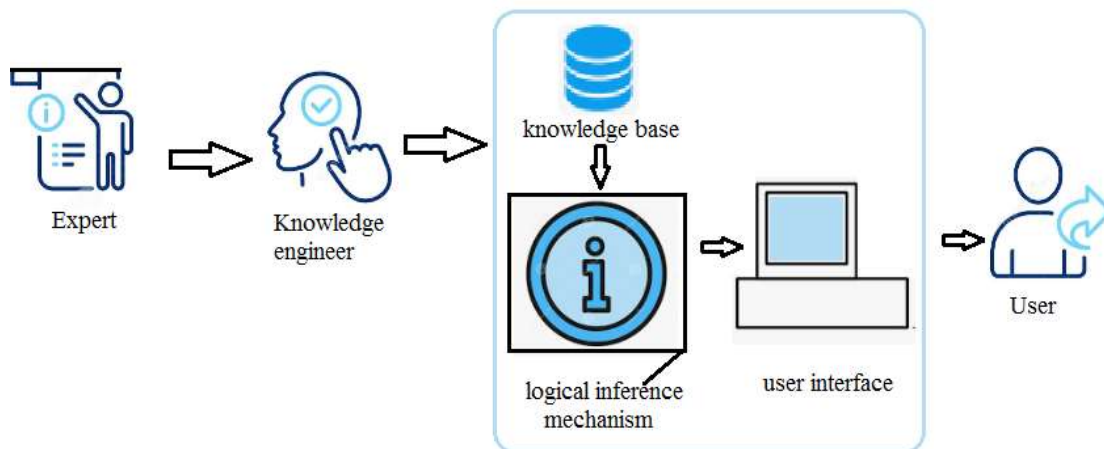 Expert
Knowledge
engineer
knowledge base
logical inference
mechanism
user interface
User